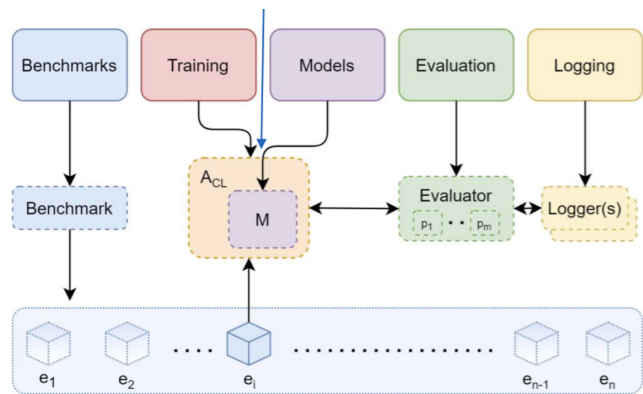 Benchmarks Training Models Evaluation Logging
A_CL
M
Benchmark
Evaluator
p_1 .. p_m
Logger(s)
e_1 e_2 .... e_i .................... e_n-1 e_n